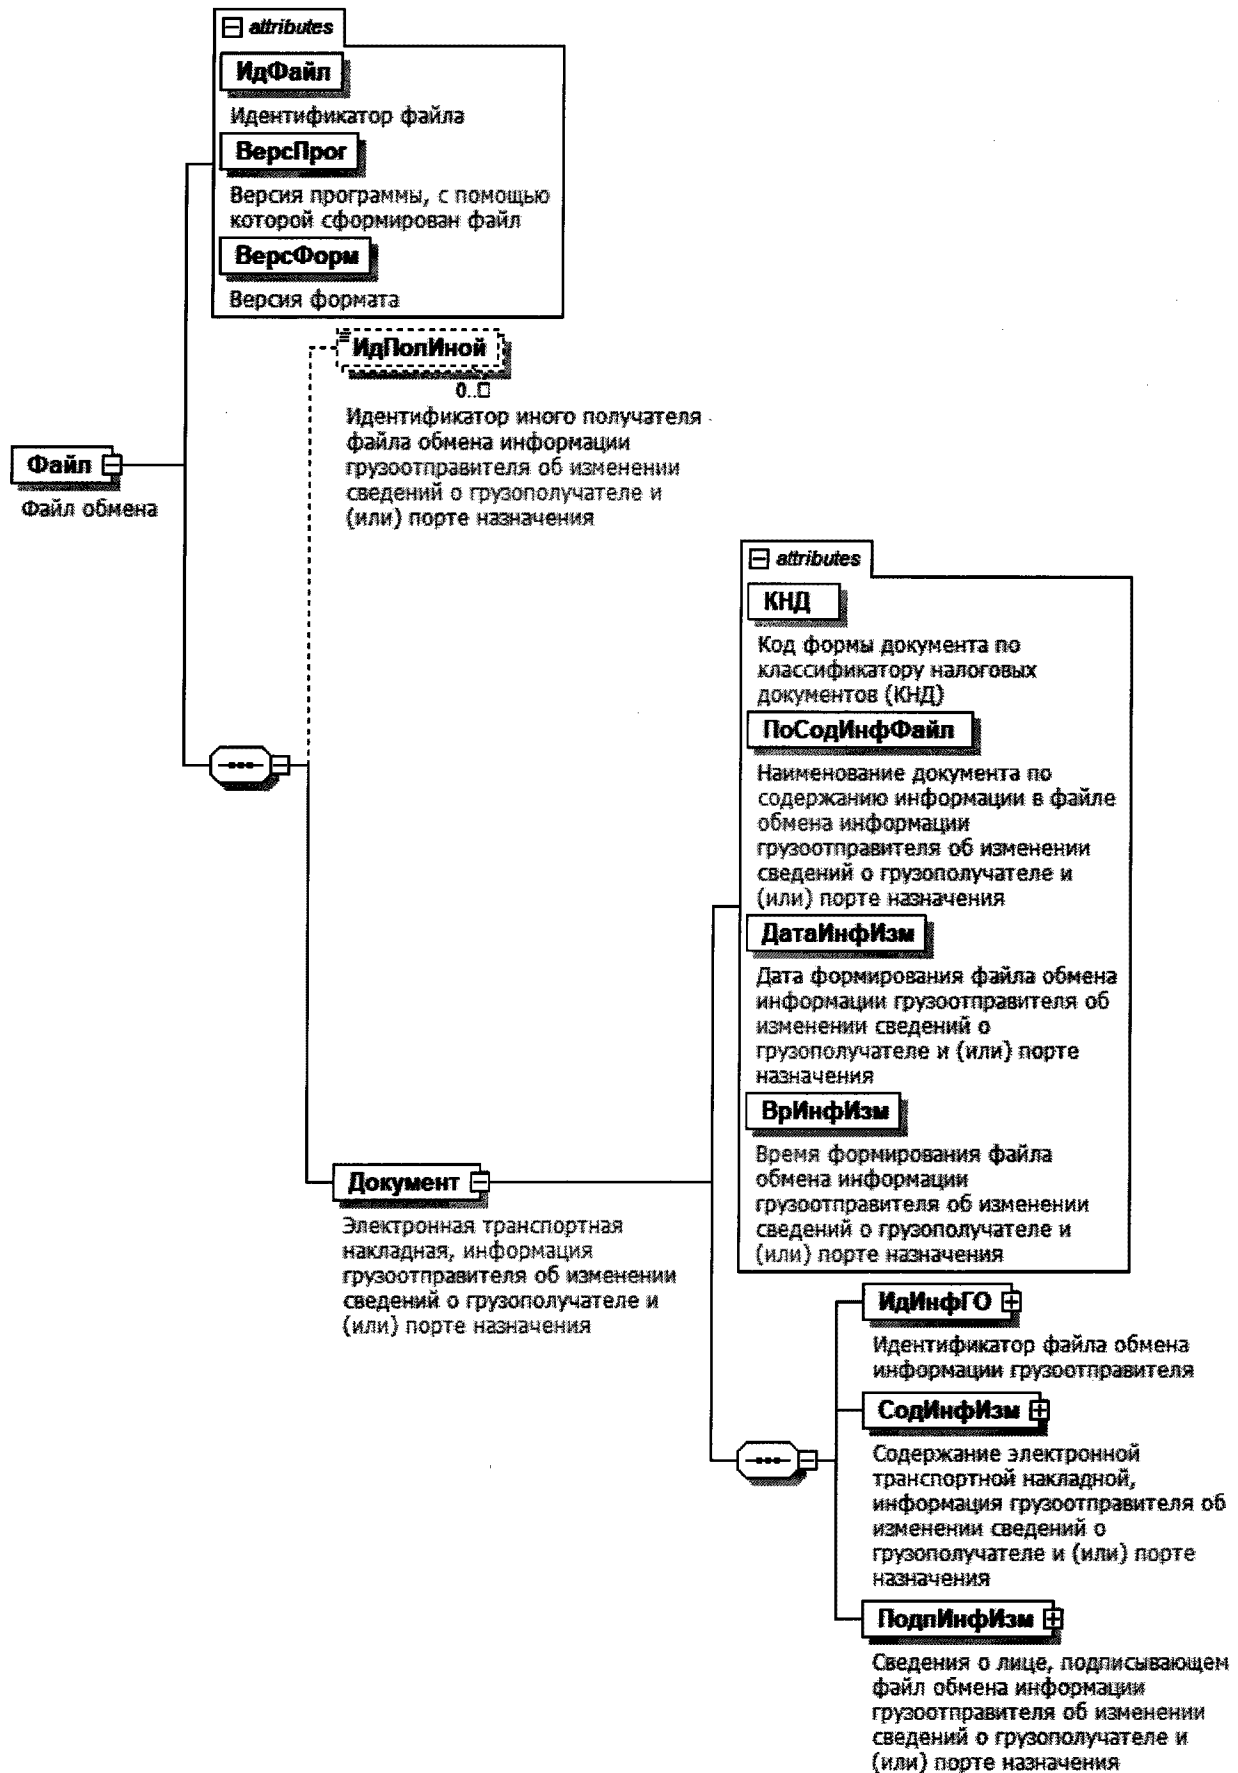 attributes
ИдФайл
Идентификатор файла
ВерсПрог
Версия программы, с помощью
которой сформирован файл
ВерсФорм
Версия формата
ИдПолИной
0..
Идентификатор иного получателя
файла обмена информации
грузоотправителя об изменении
сведений о грузополучателе и
(или) порте назначения
Файл
Файл обмена
attributes
КНД
Код формы документа по
классификатору налоговых
документов (КНД)
ПоСодИнфФайл
Наименование документа по
содержанию информации в файле
обмена информации
грузоотправителя об изменении
сведений о грузополучателе и
(или) порте назначения
ДатаИнфИзм
Дата формирования файла обмена
информации грузоотправителя об
изменении сведений о
грузополучателе и (или) порте
назначения
ВрИнфИзм
Время формирования файла
обмена информации
грузоотправителя об изменении
сведений о грузополучателе и
(или) порте назначения
Документ
Электронная транспортная
накладная, информация
грузоотправителя об изменении
сведений о грузополучателе и
(или) порте назначения
ИдИнфГО
Идентификатор файла обмена
информации грузоотправителя
СодИнфИзм
Содержание электронной
транспортной накладной,
информация грузоотправителя об
изменении сведений о
грузополучателе и (или) порте
назначения
ПодпИнфИзм
Сведения о лице, подписывающем
файл обмена информации
грузоотправителя об изменении
сведений о грузополучателе и
(или) порте назначения